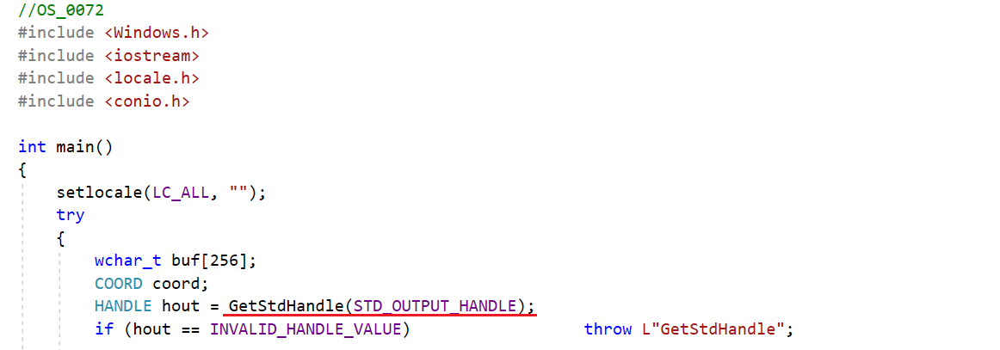 //OS_0072
#include <Windows.h>
#include <iostream>
#include <locale.h>
#include <conio.h>
int main()
{
setlocale(LC_ALL, "");
try
{
wchar_t buf[256];
COORD coord;
HANDLE hout = GetStdHandle(STD_OUTPUT_HANDLE);
if (hout == INVALID_HANDLE_VALUE) throw L"GetStdHandle";